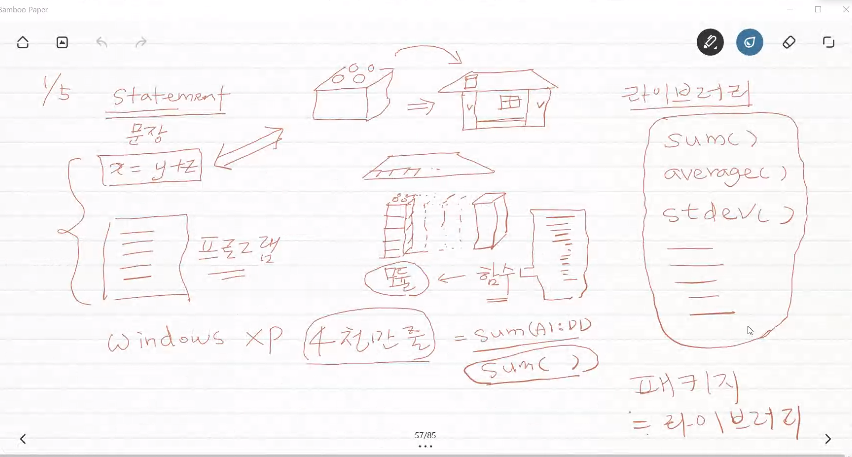 Bamboo Paper
1/5
Statement
문장
x = y+z
프로그램
windows XP 4천만줄
= sum(A1:D1)
sum( )
모듈
함수
라이브러리
sum( )
average( )
stdev( )
패키지
= 라이브러리
57/85